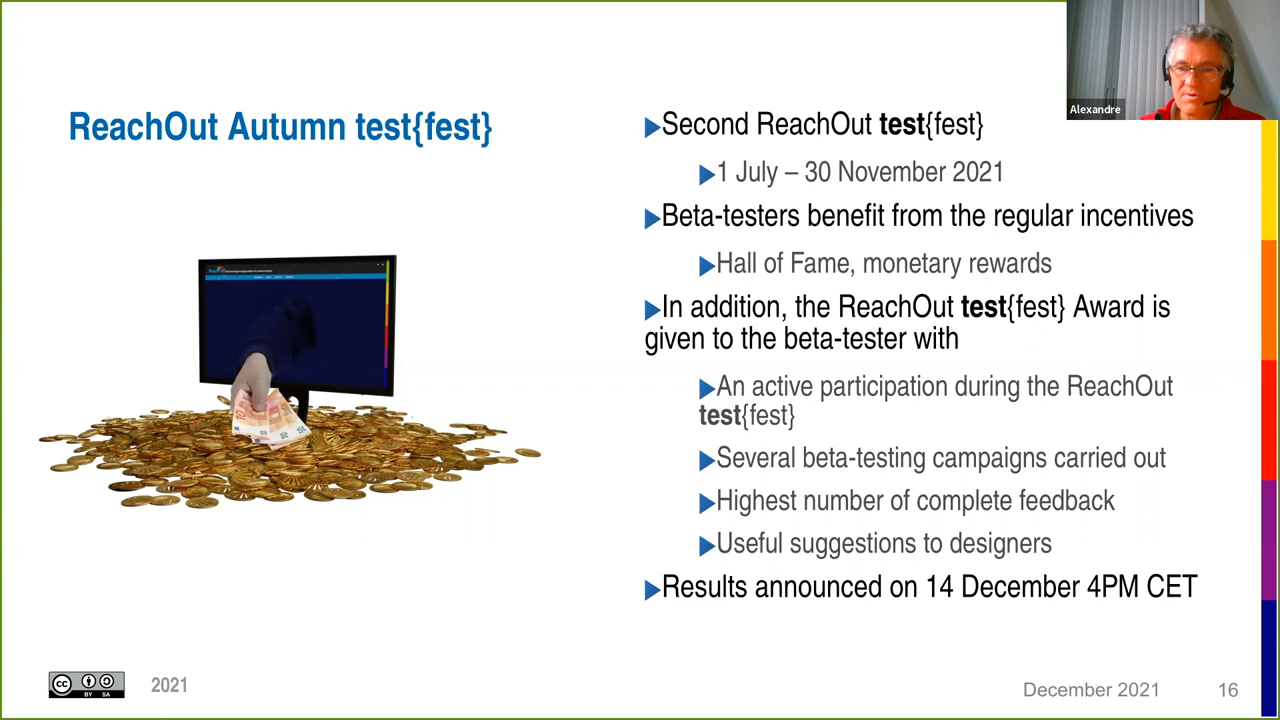 Alexandre
ReachOut Autumn test{fest}
▶Second ReachOut test{fest}
▶1 July – 30 November 2021
▶Beta-testers benefit from the regular incentives
▶Hall of Fame, monetary rewards
▶In addition, the ReachOut test{fest} Award is
given to the beta-tester with
▶An active participation during the ReachOut
test{fest}
▶Several beta-testing campaigns carried out
▶Highest number of complete feedback
▶Useful suggestions to designers
▶Results announced on 14 December 4PM CET
cc BY SA
2021
December 2021
16